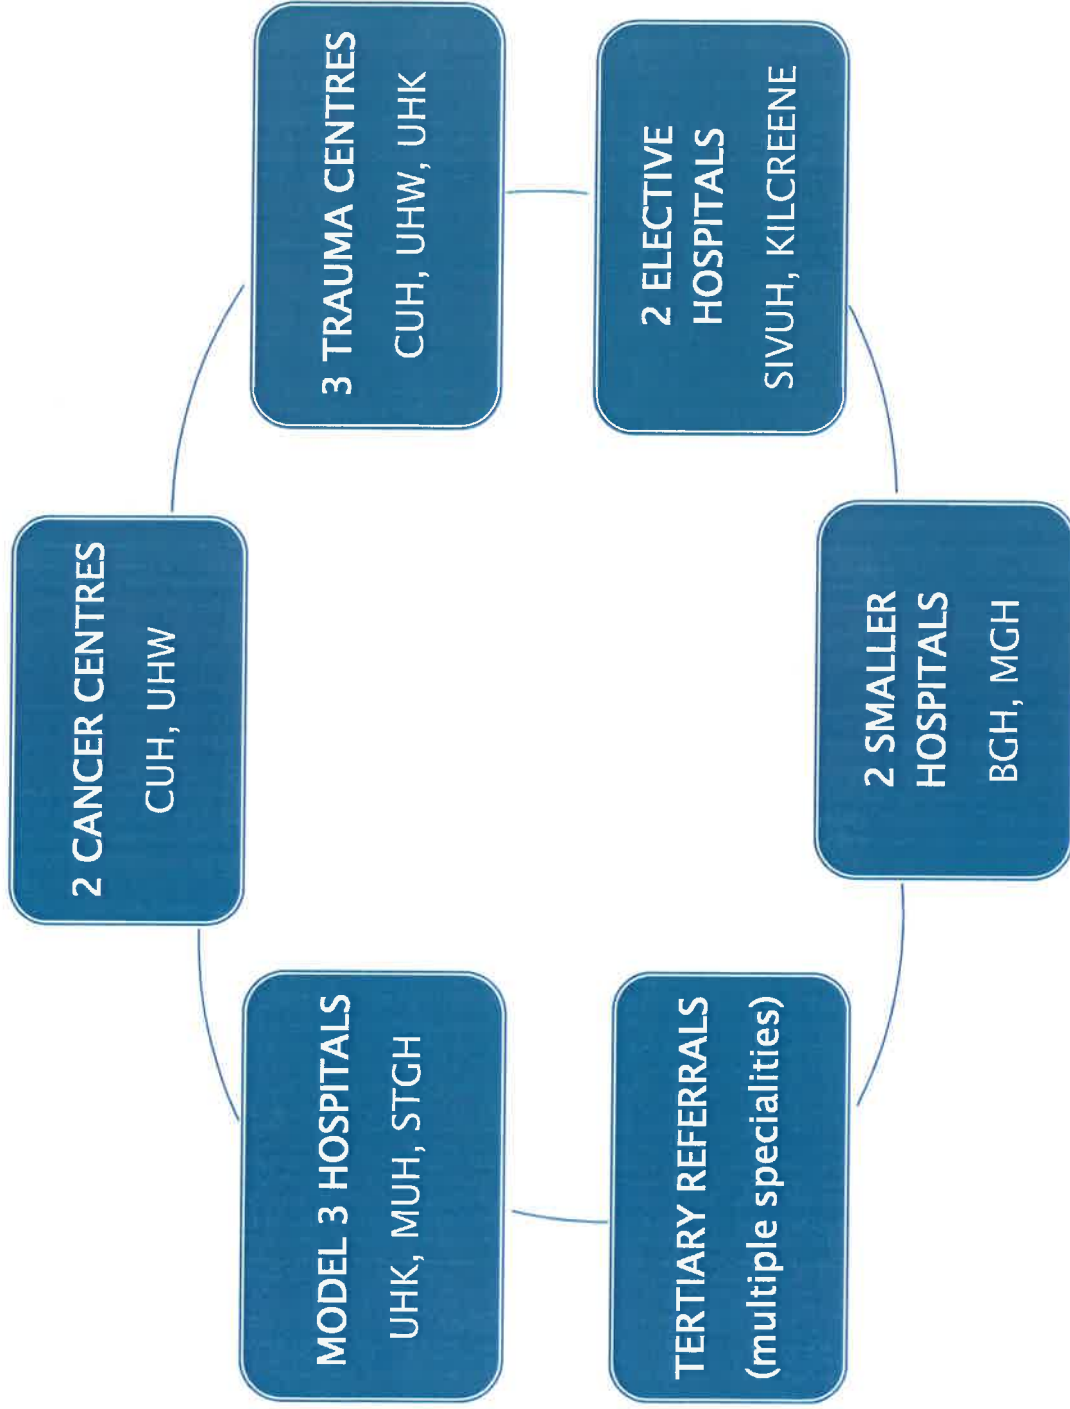 2 CANCER CENTRES
CUH, UHW
3 TRAUMA CENTRES
CUH, UHW, UHK
2 ELECTIVE
HOSPITALS
SIVUH, KILCREENE
2 SMALLER
HOSPITALS
BGH, MGH
TERTIARY REFERRALS
(multiple specialities)
MODEL 3 HOSPITALS
UHK, MUH, STGH